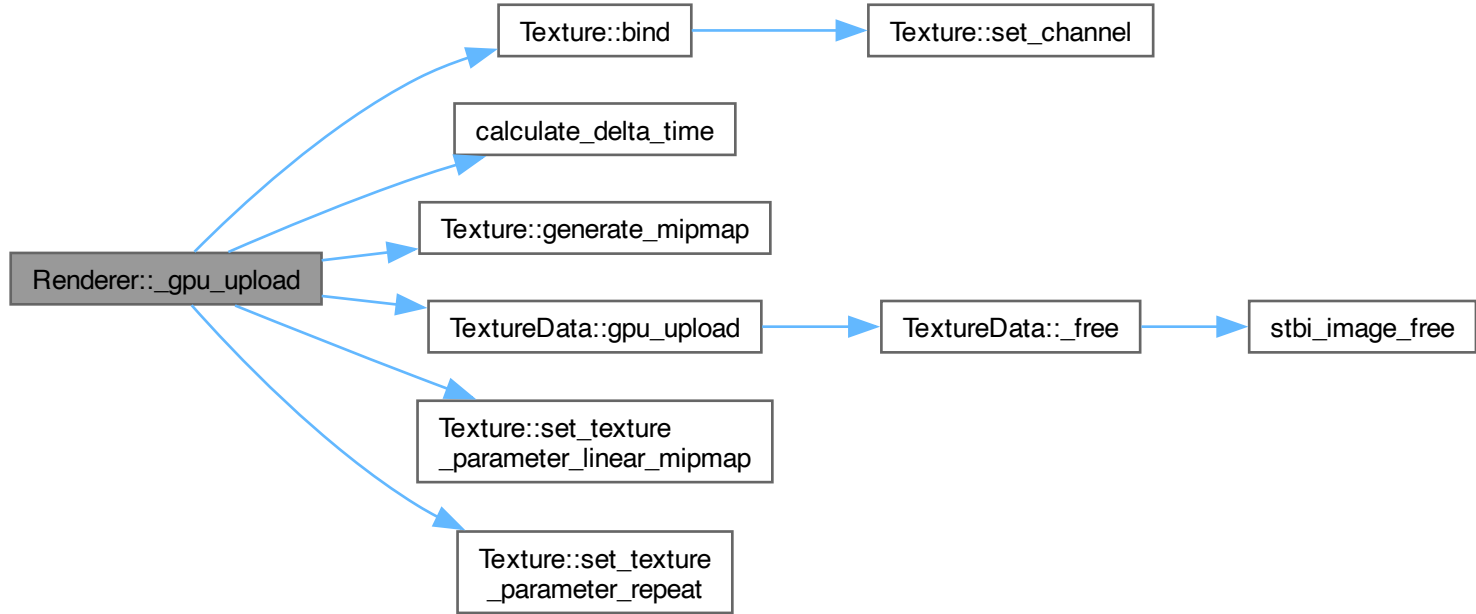 Texture::bind
Texture::set_channel
calculate_delta_time
Texture::generate_mipmap
Renderer::_gpu_upload
TextureData::gpu_upload
TextureData::_free
stbi_image_free
Texture::set_texture
_parameter_linear_mipmap
Texture::set_texture
_parameter_repeat